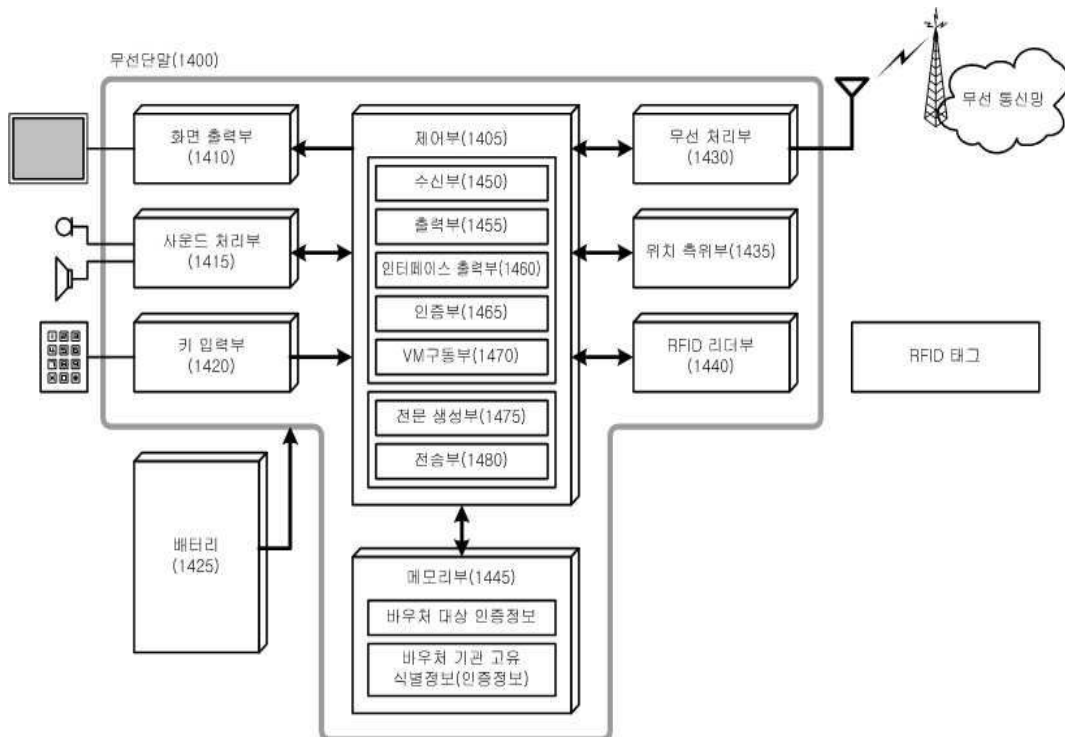 무선단말(1400)
무선 통신망
화면 출력부
(1410)
제어부(1405)
무선 처리부
(1430)
수신부(1450)
출력부(1455)
사운드 처리부
(1415)
위치 측위부(1435)
인터페이스 출력부(1460)
인증부(1465)
키 입력부
(1420)
VM구동부(1470)
RFID 리더부
(1440)
RFID 태그
전문 생성부(1475)
전송부(1480)
배터리
(1425)
메모리부(1445)
바우처 대상 인증정보
바우처 기관 고유
식별정보(인증정보)